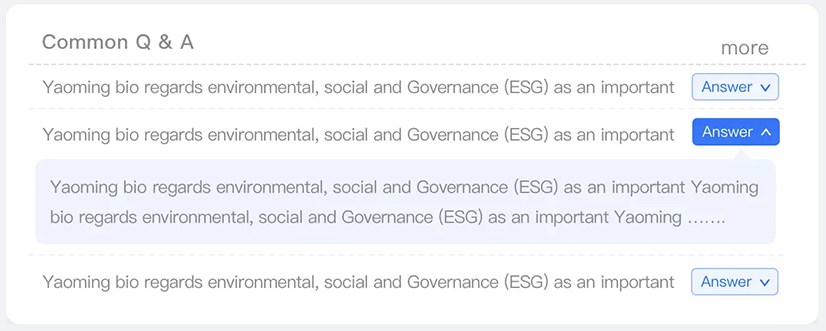 Common Q & A
more
Yaoming bio regards environmental, social and Governance (ESG) as an important
Answer
Yaoming bio regards environmental, social and Governance (ESG) as an important
Answer
Yaoming bio regards environmental, social and Governance (ESG) as an important Yaoming
bio regards environmental, social and Governance (ESG) as an important Yaoming .......
Yaoming bio regards environmental, social and Governance (ESG) as an important
Answer